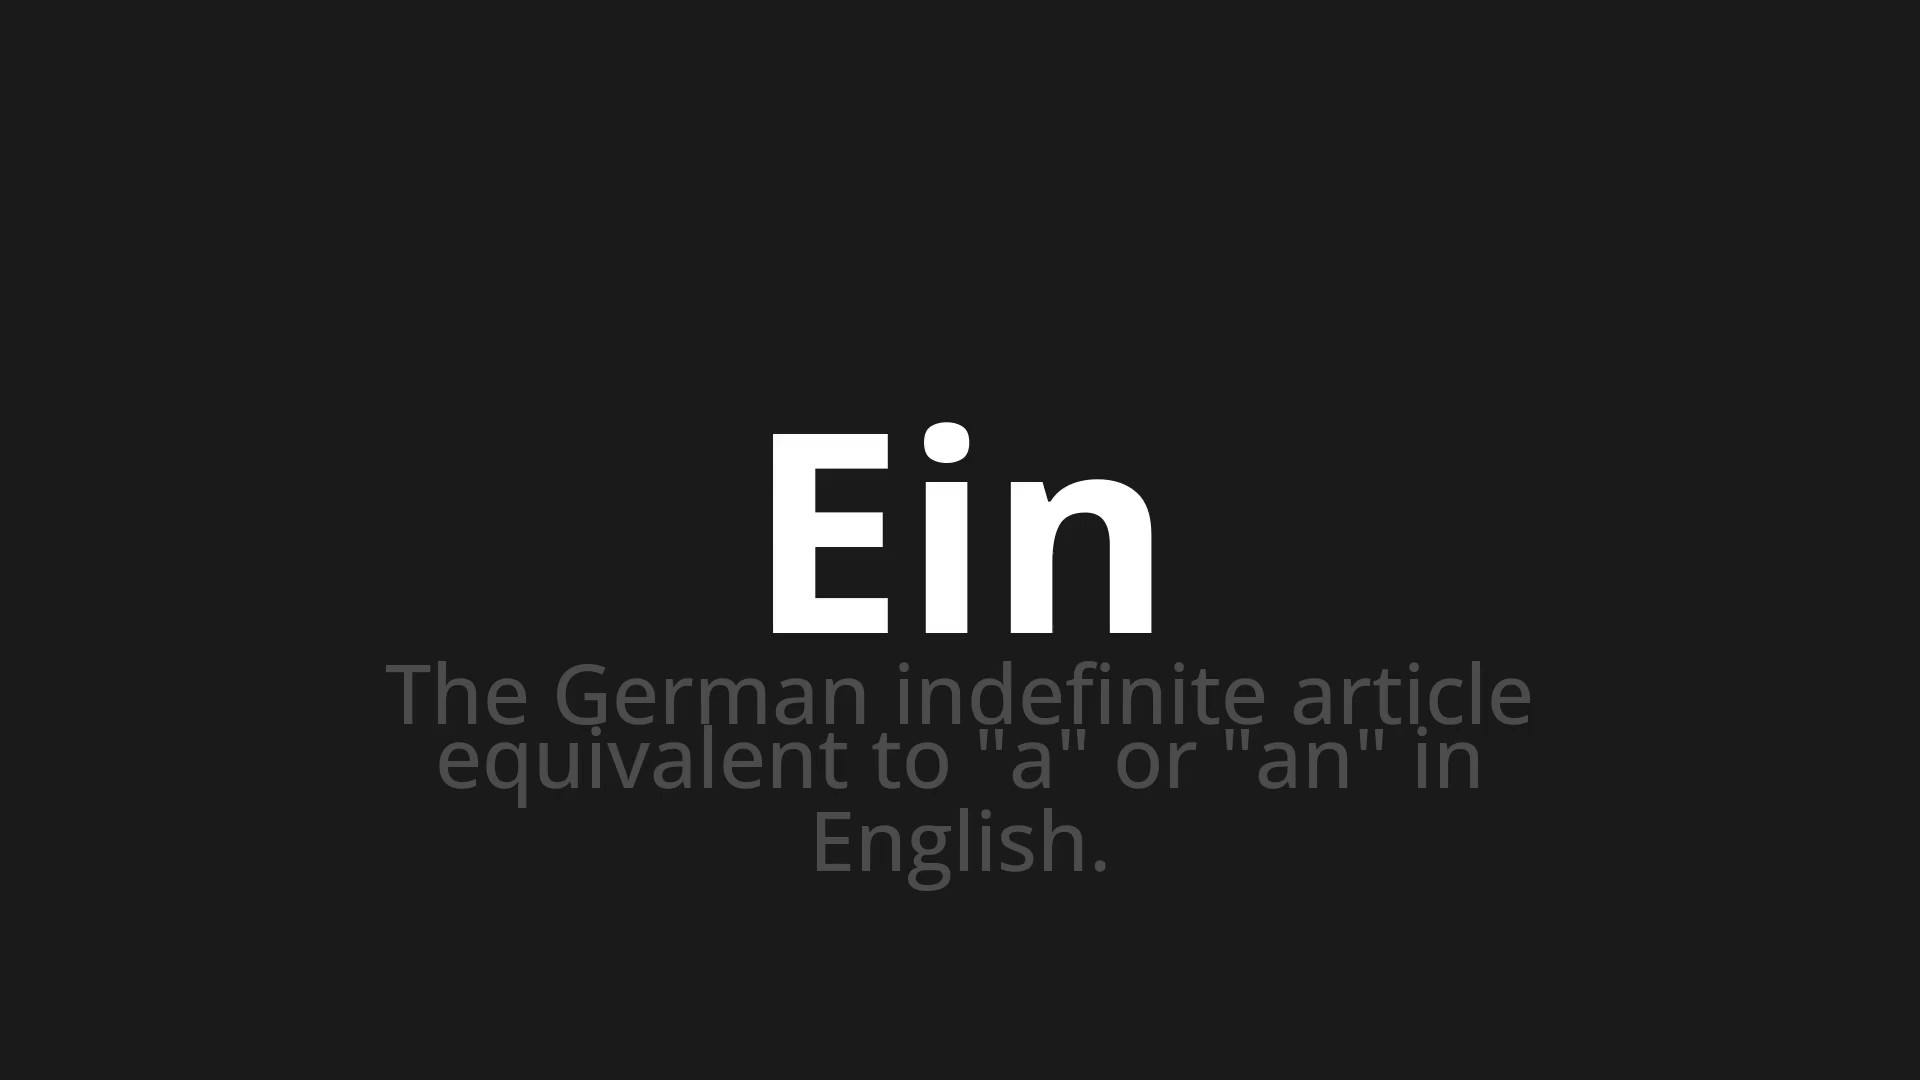 Ein
The German indefinite article
equivalent to "a" or "an" in
English.